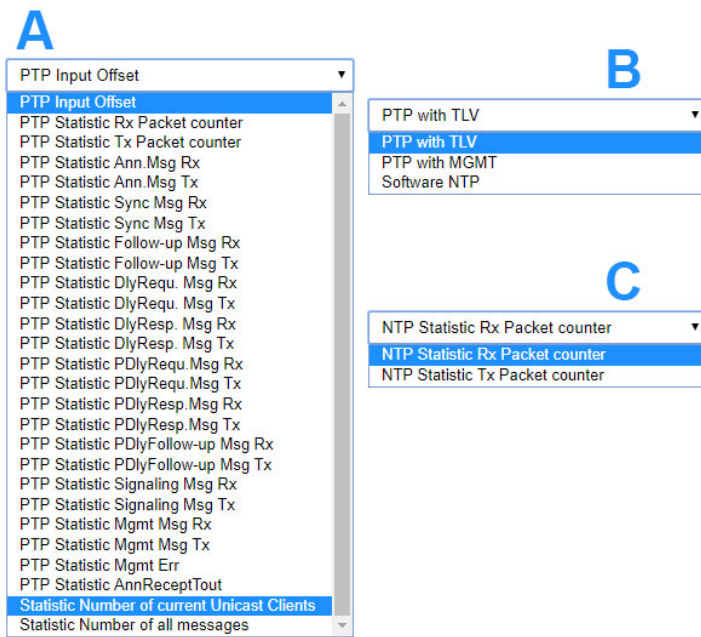 A
PTP Input Offset
PTP Input Offset
PTP Statistic Rx Packet counter
PTP Statistic Tx Packet counter
PTP Statistic Ann.Msg Rx
PTP Statistic Ann.Msg Tx
PTP Statistic Sync Msg Rx
PTP Statistic Sync Msg Tx
PTP Statistic Follow-up Msg Rx
PTP Statistic Follow-up Msg Tx
PTP Statistic DlyRequ. Msg Rx
PTP Statistic DlyRequ. Msg Tx
PTP Statistic DlyResp. Msg Rx
PTP Statistic DlyResp. Msg Tx
PTP Statistic PDlyRequ.Msg Rx
PTP Statistic PDlyRequ.Msg Tx
PTP Statistic PDlyResp.Msg Rx
PTP Statistic PDlyResp.Msg Tx
PTP Statistic PDlyFollow-up Msg Rx
PTP Statistic PDlyFollow-up Msg Tx
PTP Statistic Signaling Msg Rx
PTP Statistic Signaling Msg Tx
PTP Statistic Mgmt Msg Rx
PTP Statistic Mgmt Msg Tx
PTP Statistic Mgmt Err
PTP Statistic AnnReceptTout
Statistic Number of current Unicast Clients
Statistic Number of all messages
B
PTP with TLV
PTP with TLV
PTP with MGMT
Software NTP
C
NTP Statistic Rx Packet counter
NTP Statistic Rx Packet counter
NTP Statistic Tx Packet counter